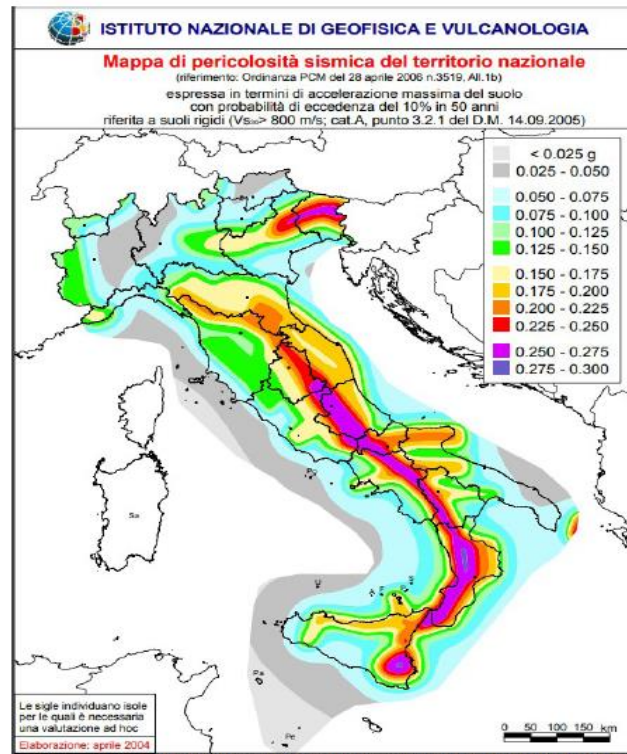 ISTITUTO NAZIONALE DI GEOFISICA E VULCANOLOGIA
Mappa di pericolosità sismica del territorio nazionale
(riferimento: Ordinanza PCM del 28 aprile 2006 n.3519, All.1b)
espressa in termini di accelerazione massima del suolo
con probabilità di eccedenza del 10% in 50 anni
riferita a suoli rigidi (Vs₃₀> 800 m/s; cat.A, punto 3.2.1 del D.M. 14.09.2005)
< 0.025 g
0.025 - 0.050
0.050 - 0.075
0.075 - 0.100
0.100 - 0.125
0.125 - 0.150
0.150 - 0.175
0.175 - 0.200
0.200 - 0.225
0.225 - 0.250
0.250 - 0.275
0.275 - 0.300
Po
Sa
U
Pa
Pe
Le sigle individuano isole
per le quali è necessaria
una valutazione ad hoc
Elaborazione: aprile 2004
0 50 100 150 km